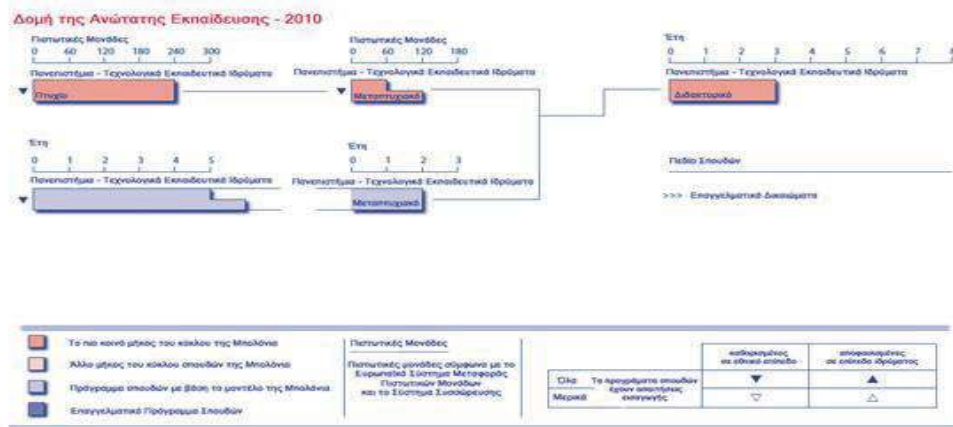 Δομή της Ανώτατης Εκπαίδευσης - 2010
Πιστωτικές Μονάδες
0 60 120 180 240 300
Πανεπιστήμια - Τεχνολογικά Εκπαιδευτικά Ιδρύματα
Πτυχίο
Πιστωτικές Μονάδες
0 60 120 180
Πανεπιστήμια - Τεχνολογικά Εκπαιδευτικά Ιδρύματα
Μεταπτυχιακό
Έτη
0 1 2 3 4 5 6 7 8
Πανεπιστήμια - Τεχνολογικά Εκπαιδευτικά Ιδρύματα
Διδακτορικό
Έτη
0 1 2 3 4 5
Πανεπιστήμια - Τεχνολογικά Εκπαιδευτικά Ιδρύματα
Έτη
0 1 2 3
Πανεπιστήμια - Τεχνολογικά Εκπαιδευτικά Ιδρύματα
Μεταπτυχιακό
Πεδίο Σπουδών
>>> Επαγγελματικά Δικαιώματα
Το πιο κοινό μήκος του κύκλου της Μπολόνια
Άλλο μήκος του κύκλου σπουδών της Μπολόνια
Πρόγραμμα σπουδών με βάση το μοντέλο της Μπολόνια
Επαγγελματικό Πρόγραμμα Σπουδών
Πιστωτικές Μονάδες
Πιστωτικές μονάδες σύμφωνα με το
Ευρωπαϊκό Σύστημα Μεταφοράς
Πιστωτικών Μονάδων
και το Σύστημα Συσσώρευσης
καθορισμένος
σε εθνικό επίπεδο
αποφασισμένος
σε επίπεδο ιδρύματος
Όλα
Τα προγράματα σπουδών
έχουν απαιτήσεις
εισαγωγής
Μερικά